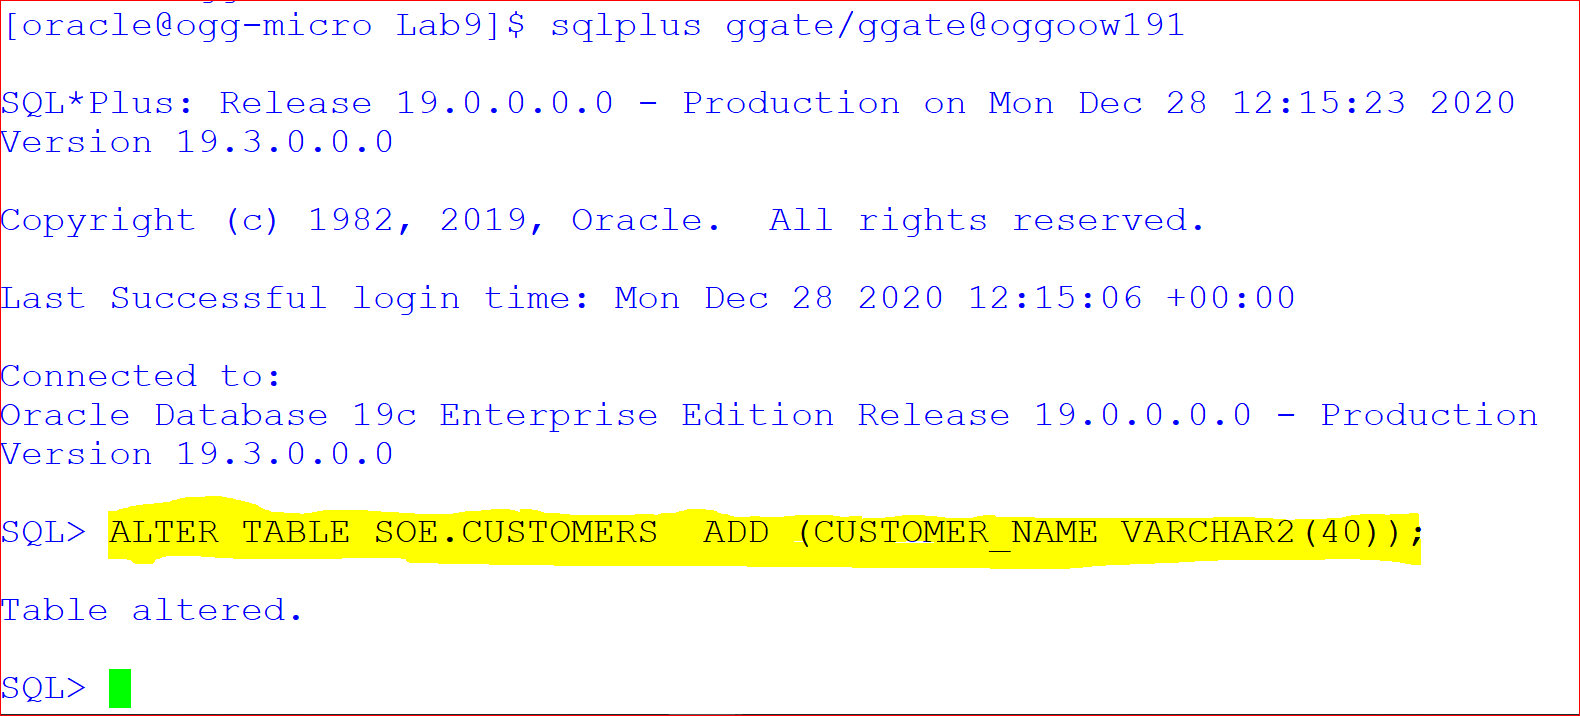 [oracle@ogg-micro Lab9]$ sqlplus ggate/ggate@oggoow191
SQL*Plus: Release 19.0.0.0.0 - Production on Mon Dec 28 12:15:23 2020
Version 19.3.0.0.0
Copyright (c) 1982, 2019, Oracle.  All rights reserved.
Last Successful login time: Mon Dec 28 2020 12:15:06 +00:00
Connected to:
Oracle Database 19c Enterprise Edition Release 19.0.0.0.0 - Production
Version 19.3.0.0.0
SQL> ALTER TABLE SOE.CUSTOMERS  ADD (CUSTOMER_NAME VARCHAR2(40));
Table altered.
SQL>